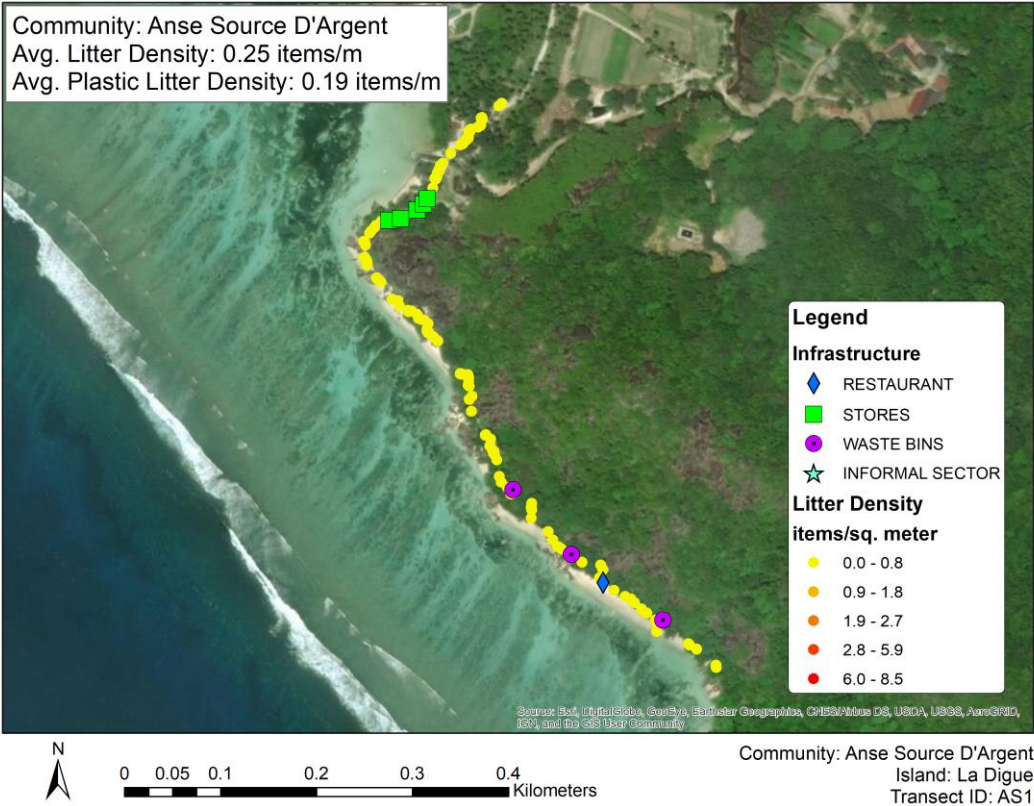 Community: Anse Source D'Argent
Avg. Litter Density: 0.25 items/m
Avg. Plastic Litter Density: 0.19 items/m
Legend
Infrastructure
RESTAURANT
STORES
WASTE BINS
INFORMAL SECTOR
Litter Density
items/sq. meter
0.0 - 0.8
0.9 - 1.8
1.9 - 2.7
2.8 - 5.9
6.0 - 8.5
Source: Esri, DigitalGlobe, GeoEye, Earthstar Geographics, CNES/Airbus DS, USDA, USGS, AeroGRID,
IGN, and the GIS User Community
N
0 0.05 0.1 0.2 0.3 0.4
Kilometers
Community: Anse Source D'Argent
Island: La Digue
Transect ID: AS1